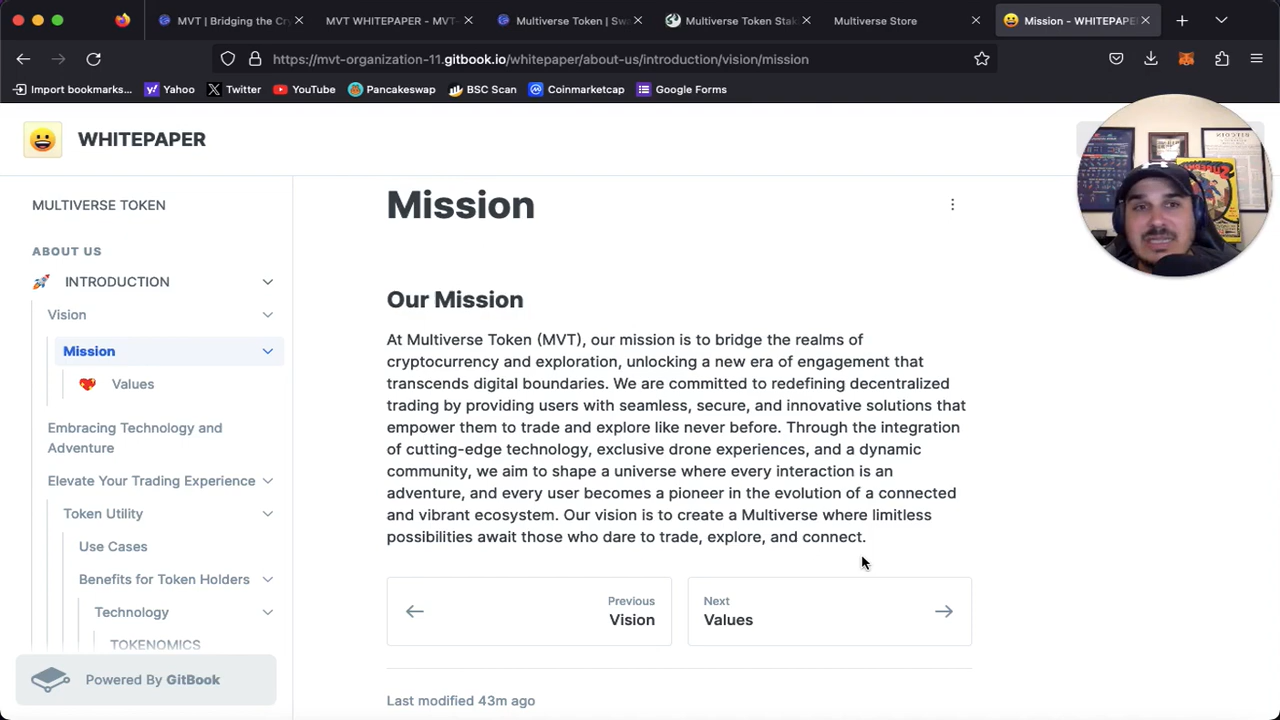 MVT | Bridging the Cry
MVT WHITEPAPER - MVT-
Multiverse Token | Swa
Multiverse Token Stak
Multiverse Store
Mission - WHITEPAPE
https://mvt-organization-11.gitbook.io/whitepaper/about-us/introduction/vision/mission
Import bookmarks...
Yahoo
Twitter
YouTube
Pancakeswap
BSC Scan
Coinmarketcap
Google Forms
WHITEPAPER
MULTIVERSE TOKEN
ABOUT US
INTRODUCTION
Vision
Mission
Values
Embracing Technology and
Adventure
Elevate Your Trading Experience
Token Utility
Use Cases
Benefits for Token Holders
Technology
TOKENOMICS
Powered By GitBook
Mission
Our Mission
At Multiverse Token (MVT), our mission is to bridge the realms of
cryptocurrency and exploration, unlocking a new era of engagement that
transcends digital boundaries. We are committed to redefining decentralized
trading by providing users with seamless, secure, and innovative solutions that
empower them to trade and explore like never before. Through the integration
of cutting-edge technology, exclusive drone experiences, and a dynamic
community, we aim to shape a universe where every interaction is an
adventure, and every user becomes a pioneer in the evolution of a connected
and vibrant ecosystem. Our vision is to create a Multiverse where limitless
possibilities await those who dare to trade, explore, and connect.
Previous
Vision
Next
Values
Last modified 43m ago